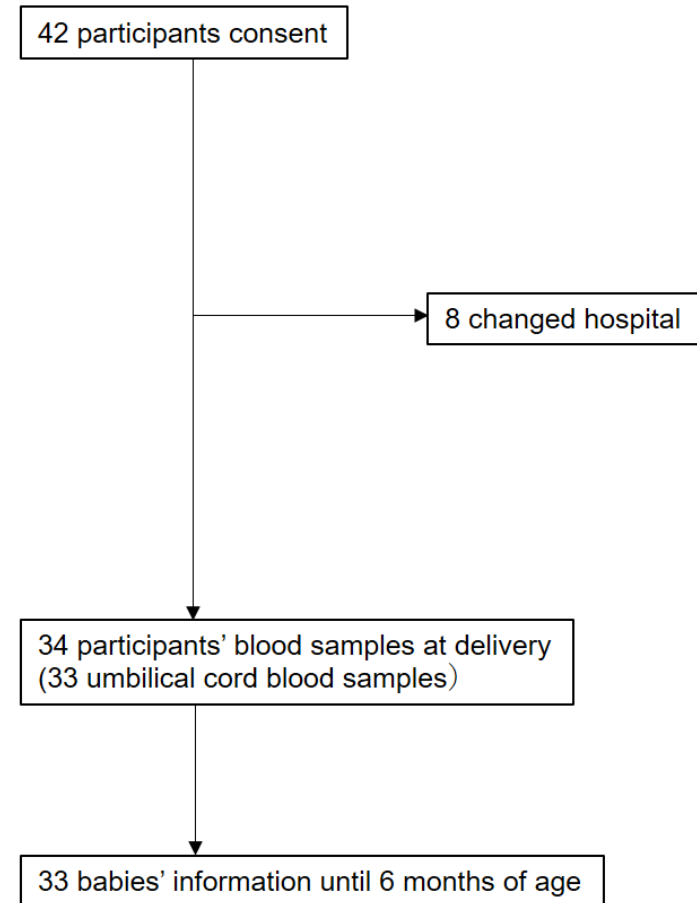 42 participants consent
8 changed hospital
34 participants’ blood samples at delivery
(33 umbilical cord blood samples）
33 babies’ information until 6 months of age